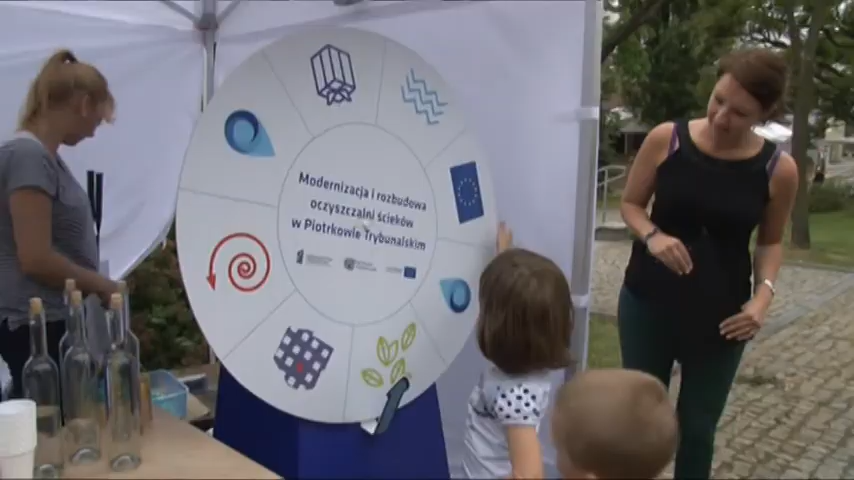 Modernizacja i rozbudowa
oczyszczalni ścieków
w Piotrkowie Trybunalskim